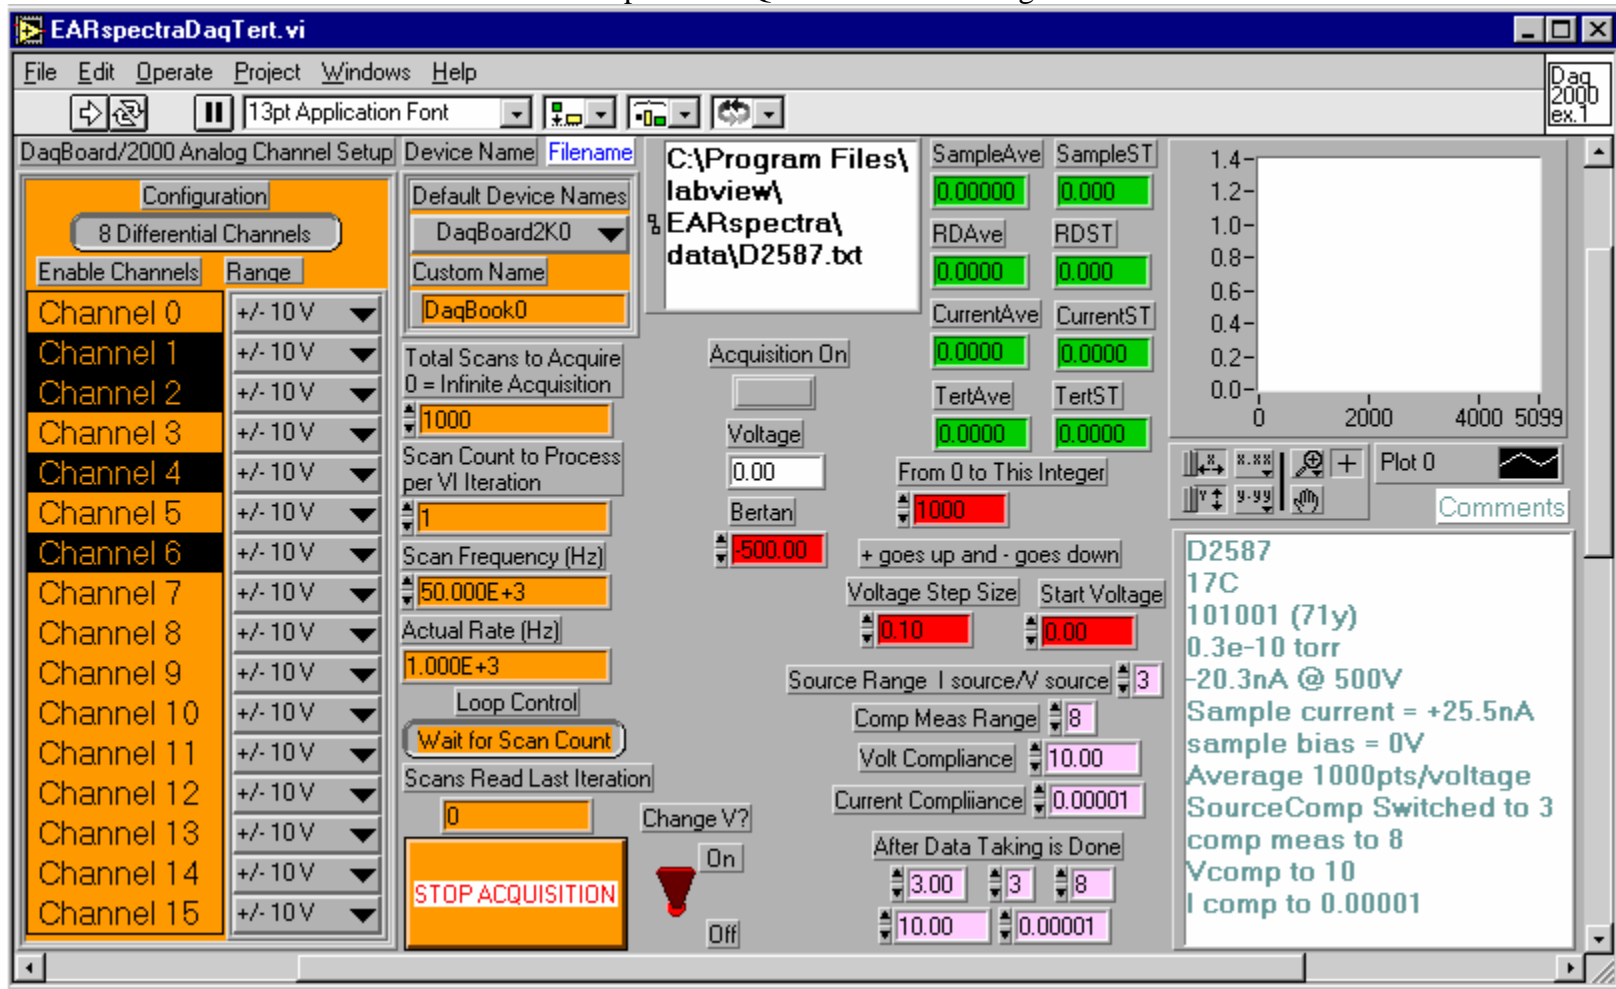 EARspectraDaqTert.vi
File Edit Operate Project Windows Help
13pt Application Font
Daq
2000
ex.1
DaqBoard/2000 Analog Channel Setup
Configuration
8 Differential Channels
Enable Channels Range
Channel 0 +/- 10 V
Channel 1 +/- 10 V
Channel 2 +/- 10 V
Channel 3 +/- 10 V
Channel 4 +/- 10 V
Channel 5 +/- 10 V
Channel 6 +/- 10 V
Channel 7 +/- 10 V
Channel 8 +/- 10 V
Channel 9 +/- 10 V
Channel 10 +/- 10 V
Channel 11 +/- 10 V
Channel 12 +/- 10 V
Channel 13 +/- 10 V
Channel 14 +/- 10 V
Channel 15 +/- 10 V
Device Name Filename
Default Device Names
DaqBoard2K0
Custom Name
DaqBook0
Total Scans to Acquire
0 = Infinite Acquisition
1000
Scan Count to Process
per VI Iteration
1
Scan Frequency (Hz)
50.000E+3
Actual Rate (Hz)
1.000E+3
Loop Control
Wait for Scan Count
Scans Read Last Iteration
0
STOP ACQUISITION
C:\Program Files\
labview\
EARspectra\
data\D2587.txt
Acquisition On
Voltage
0.00
Bertan
-500.00
Change V?
On
Off
SampleAve SampleST
0.00000 0.000
RDAve RDST
0.0000 0.000
CurrentAve CurrentST
0.0000 0.0000
TertAve TertST
0.0000 0.0000
From 0 to This Integer
1000
+ goes up and - goes down
Voltage Step Size Start Voltage
0.10 0.00
Source Range I source/V source 3
Comp Meas Range 8
Volt Compliance 10.00
Current Compliiance 0.00001
After Data Taking is Done
3.00 3 8
10.00 0.00001
1.4
1.2
1.0
0.8
0.6
0.4
0.2
0.0
0 2000 4000 5099
X X.XX
Y Y.YY
Plot 0
Comments
D2587
17C
101001 (71y)
0.3e-10 torr
-20.3nA @ 500V
Sample current = +25.5nA
sample bias = 0V
Average 1000pts/voltage
SourceComp Switched to 3
comp meas to 8
Vcomp to 10
I comp to 0.00001